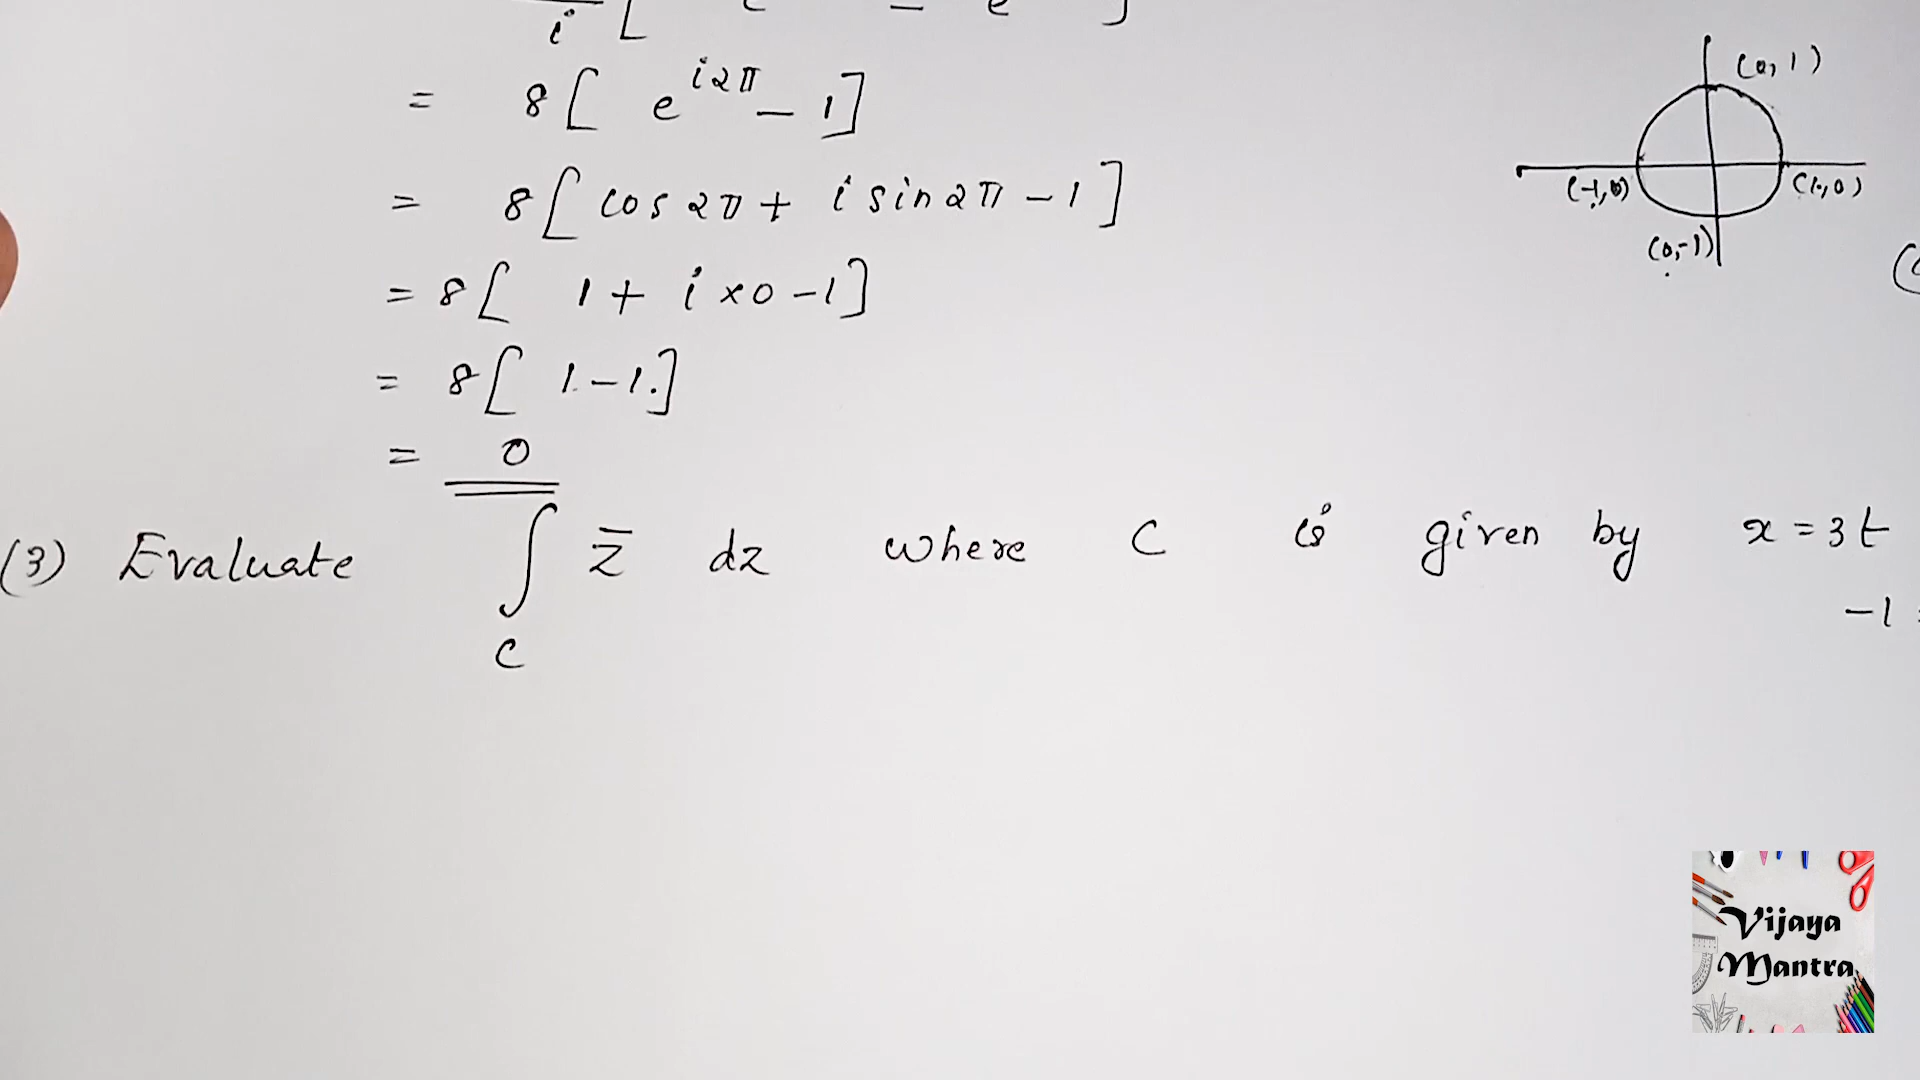 i [ e
= 8[ e^{i2π} - 1]
= 8[ cos 2π + i sin 2π - 1]
= 8[ 1 + i × 0 - 1]
= 8[ 1. - 1.]
= 0
(0, 1)
(-1, 0) (1, 0)
(0, -1)
(3) Evaluate ∫ z̄ dz where C is given by x = 3t
C
-1
Vijaya
Mantra